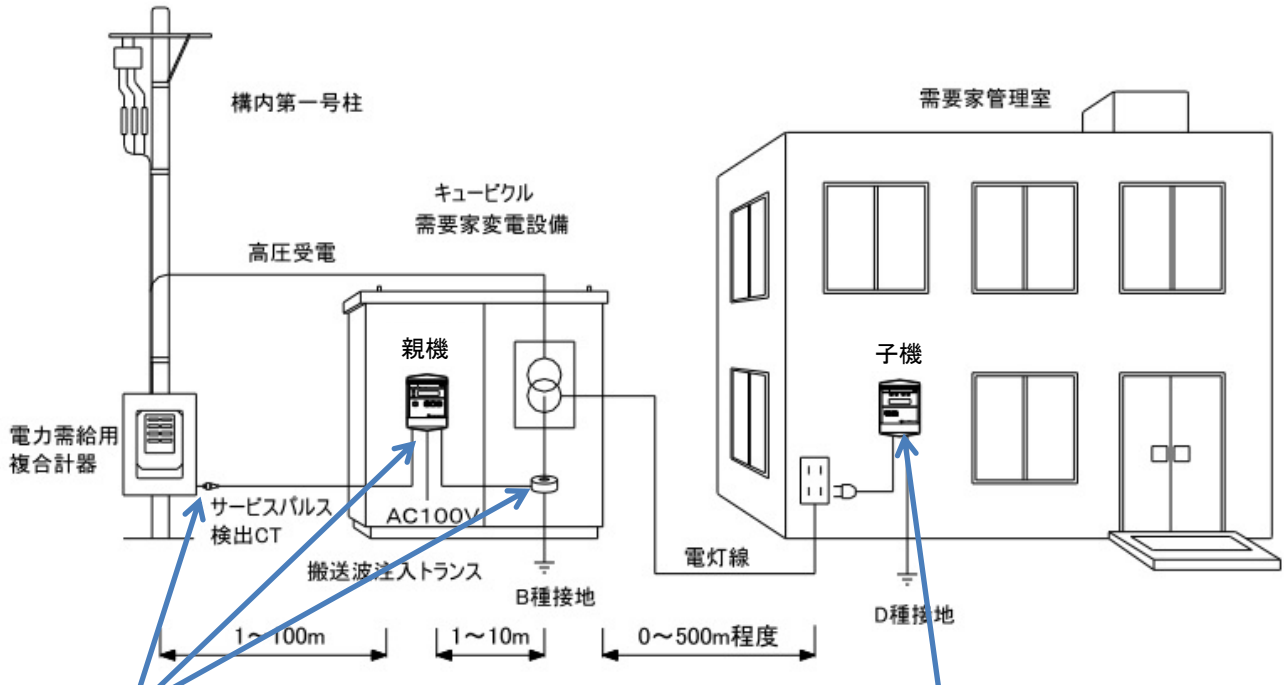 構内第一号柱
需要家管理室
キュービクル
需要家変電設備
高圧受電
親機
子機
電力需給用
複合計器
サービスパルス
検出CT
AC100V
搬送波注入トランス
B種接地
電灯線
D種接地
1～100m
1～10m
0～500m程度